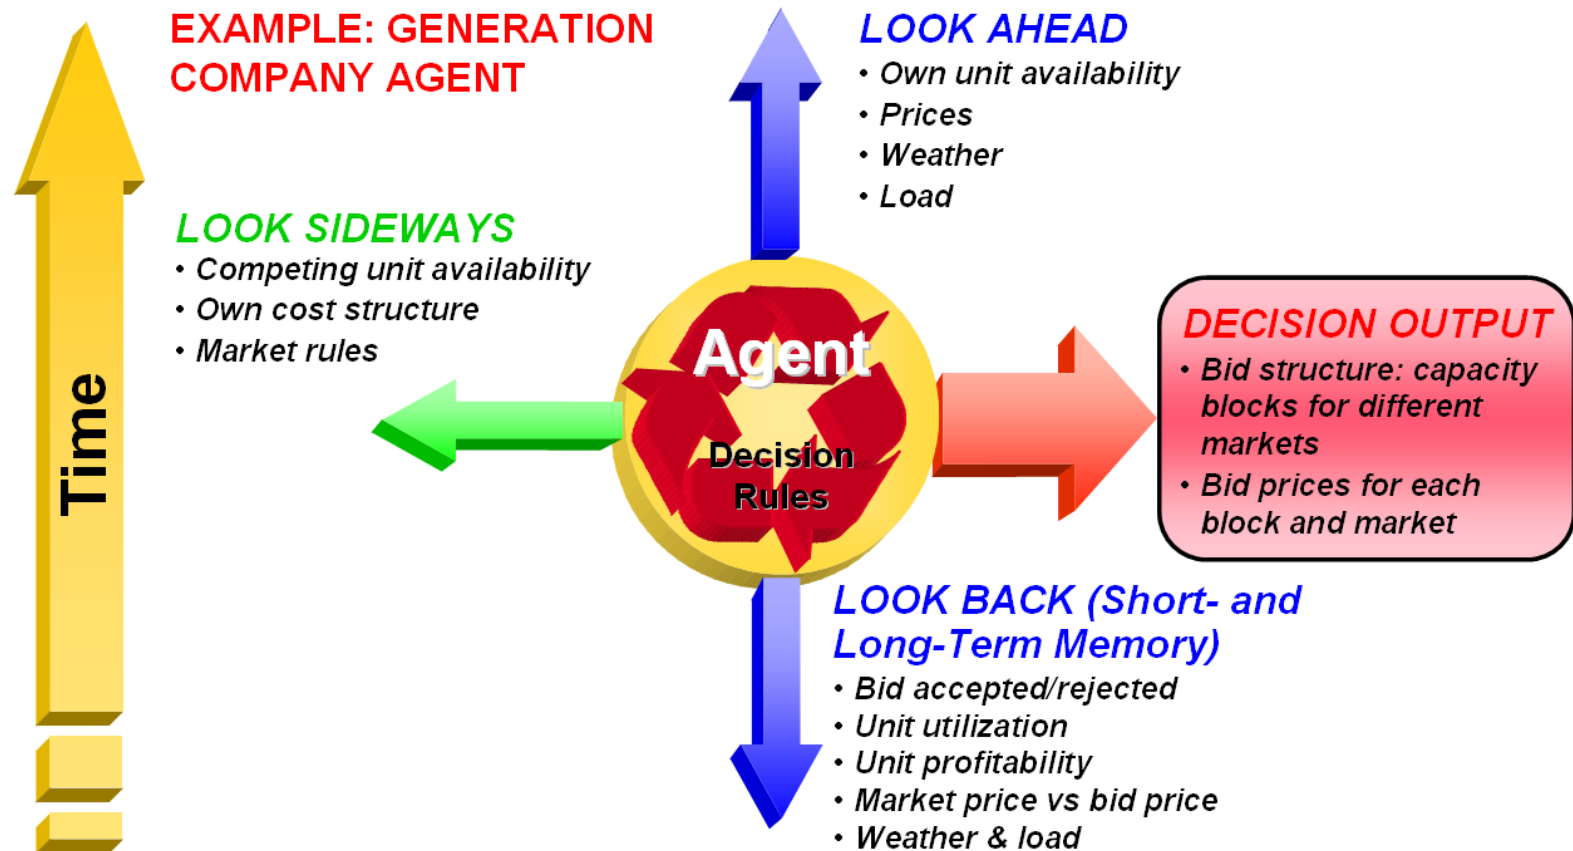 EXAMPLE: GENERATION
COMPANY AGENT
LOOK AHEAD
• Own unit availability
• Prices
• Weather
• Load
LOOK SIDEWAYS
• Competing unit availability
• Own cost structure
• Market rules
Time
Agent
Decision
Rules
DECISION OUTPUT
• Bid structure: capacity
blocks for different
markets
• Bid prices for each
block and market
LOOK BACK (Short- and
Long-Term Memory)
• Bid accepted/rejected
• Unit utilization
• Unit profitability
• Market price vs bid price
• Weather & load